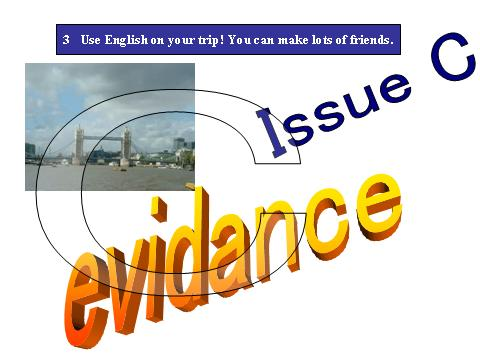 3 Use English on your trip! You can make lots of friends.
Issue C
C
evidance